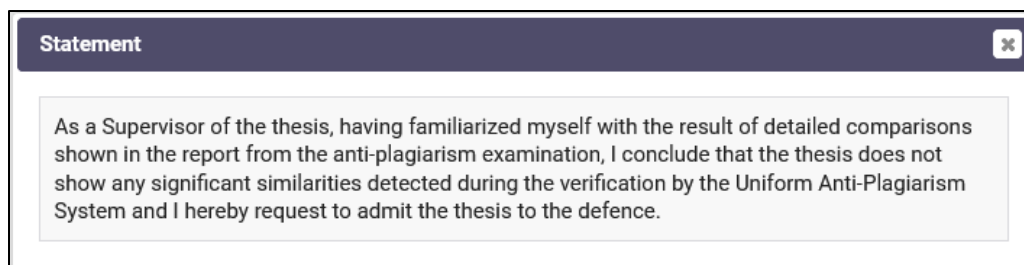 Statement
As a Supervisor of the thesis, having familiarized myself with the result of detailed comparisons
shown in the report from the anti-plagiarism examination, I conclude that the thesis does not
show any significant similarities detected during the verification by the Uniform Anti-Plagiarism
System and I hereby request to admit the thesis to the defence.